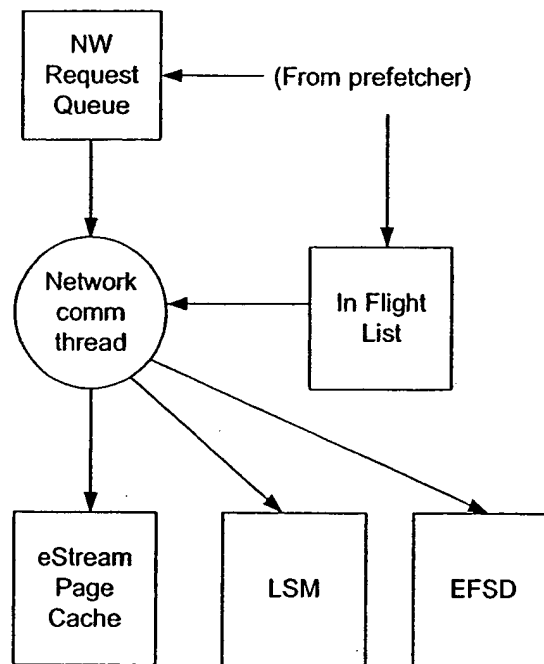 NW
Request
Queue
(From prefetcher)
Network
comm
thread
In Flight
List
eStream
Page
Cache
LSM
EFSD